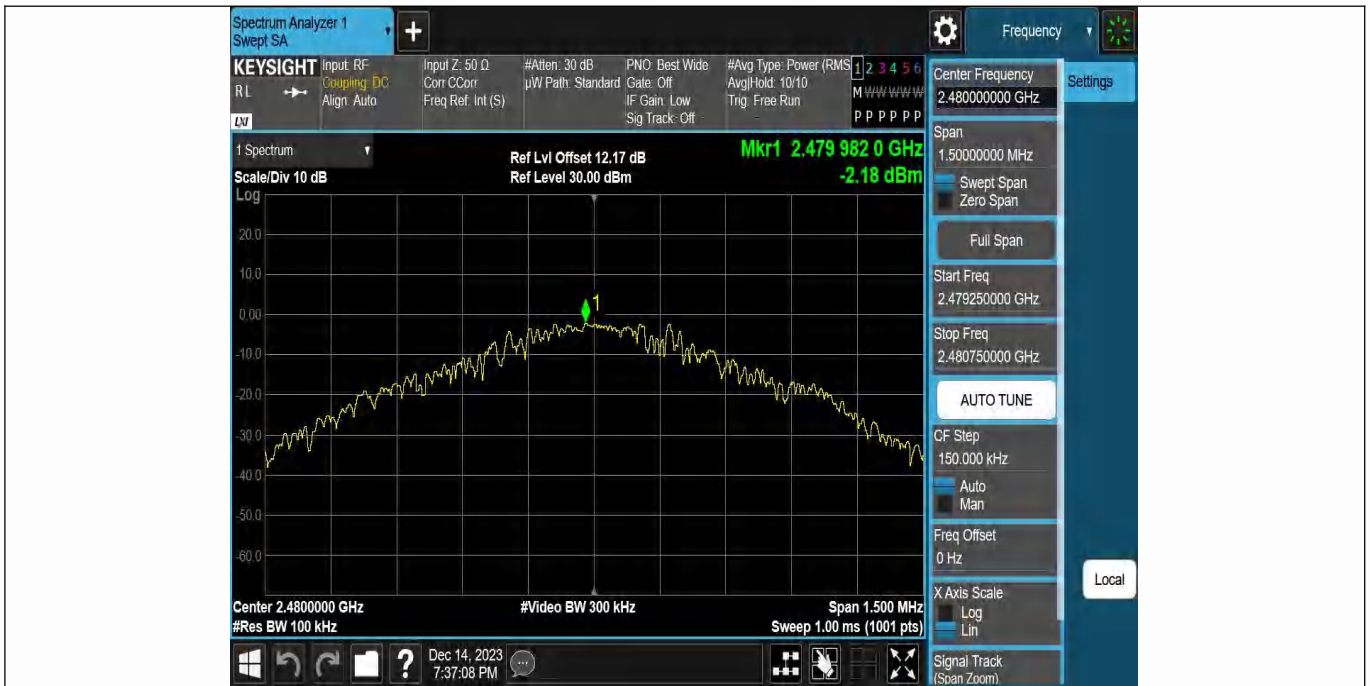 Spectrum Analyzer 1
Swept SA
+
Frequency
KEYSIGHT
RL
LXI
Input: RF
Coupling: DC
Align: Auto
Input Z: 50 Ω
Corr CCorr
Freq Ref: Int (S)
#Atten: 30 dB
µW Path: Standard
PNO: Best Wide
Gate: Off
IF Gain: Low
Sig Track: Off
#Avg Type: Power (RMS
Avg|Hold: 10/10
Trig: Free Run
1 2 3 4 5 6
M W W W W W
P P P P P P
1 Spectrum
Scale/Div 10 dB
Ref Lvl Offset 12.17 dB
Ref Level 30.00 dBm
Mkr1 2.479 982 0 GHz
-2.18 dBm
Log
20.0
10.0
0.00
-10.0
-20.0
-30.0
-40.0
-50.0
-60.0
1
Center 2.4800000 GHz
#Res BW 100 kHz
#Video BW 300 kHz
Span 1.500 MHz
Sweep 1.00 ms (1001 pts)
Center Frequency
2.480000000 GHz
Settings
Span
1.50000000 MHz
Swept Span
Zero Span
Full Span
Start Freq
2.479250000 GHz
Stop Freq
2.480750000 GHz
AUTO TUNE
CF Step
150.000 kHz
Auto
Man
Freq Offset
0 Hz
X Axis Scale
Log
Lin
Signal Track
(Span Zoom)
Local
?
Dec 14, 2023
7:37:08 PM